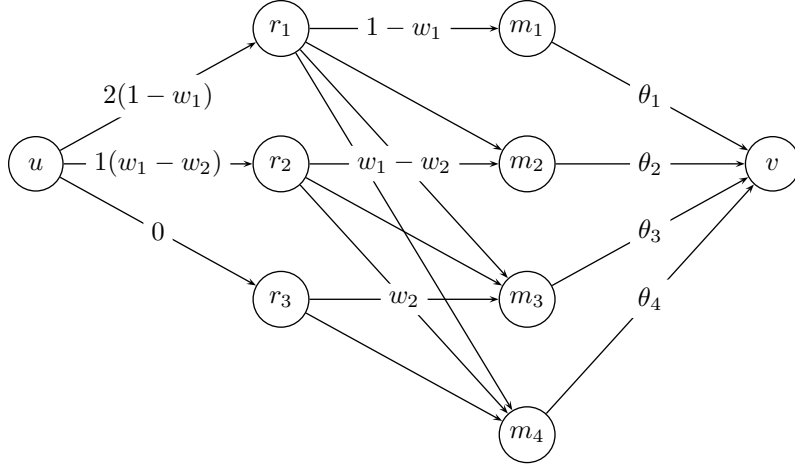 r₁ 1 − w₁ m₁
2(1 − w₁) θ₁
u 1(w₁ − w₂) r₂ w₁ − w₂ m₂ θ₂ v
0 θ₃
r₃ w₂ m₃ θ₄
m₄